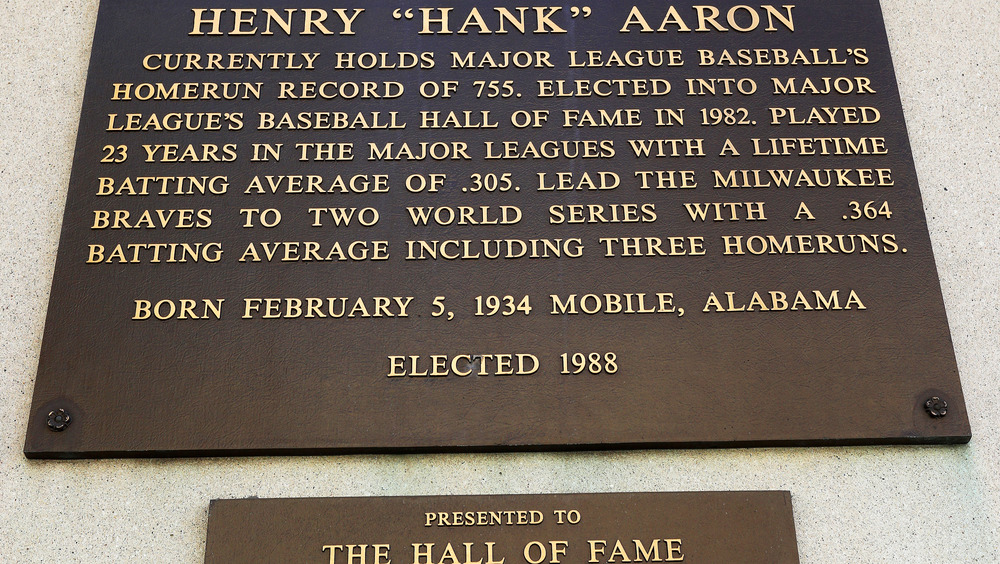 HENRY “HANK” AARON
CURRENTLY HOLDS MAJOR LEAGUE BASEBALL’S
HOMERUN RECORD OF 755. ELECTED INTO MAJOR
LEAGUE’S BASEBALL HALL OF FAME IN 1982. PLAYED
23 YEARS IN THE MAJOR LEAGUES WITH A LIFETIME
BATTING AVERAGE OF .305. LEAD THE MILWAUKEE
BRAVES TO TWO WORLD SERIES WITH A .364
BATTING AVERAGE INCLUDING THREE HOMERUNS.
BORN FEBRUARY 5, 1934 MOBILE, ALABAMA
ELECTED 1988
PRESENTED TO
THE HALL OF FAME